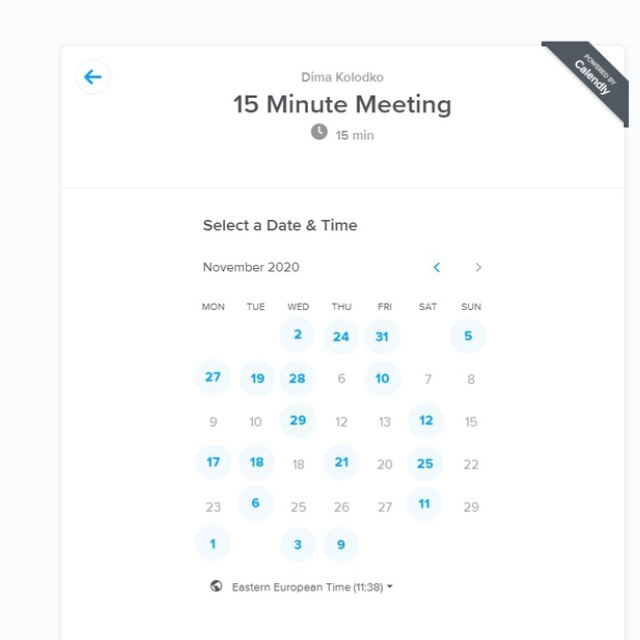 POWERED BY
Calendly
Dima Kolodko
15 Minute Meeting
15 min
Select a Date & Time
November 2020
MON TUE WED THU FRI SAT SUN
2 24 31 5
27 19 28 6 10 7 8
9 10 29 12 13 12 15
17 18 18 21 20 25 22
23 6 25 26 27 11 29
1 3 9
Eastern European Time (11:38)